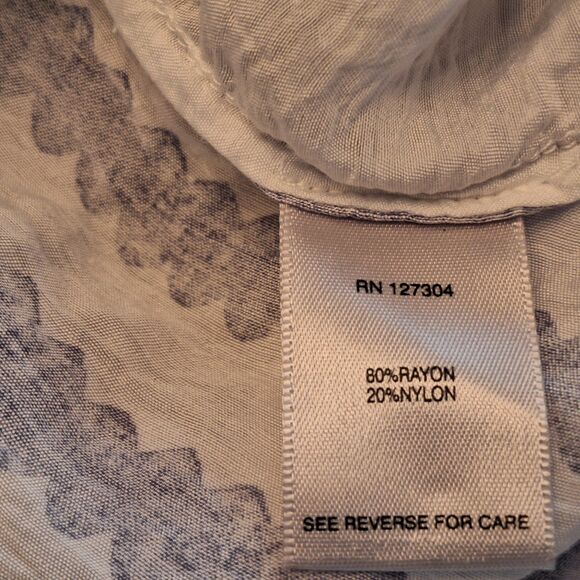 RN 127304
80%RAYON
20%NYLON
SEE REVERSE FOR CARE